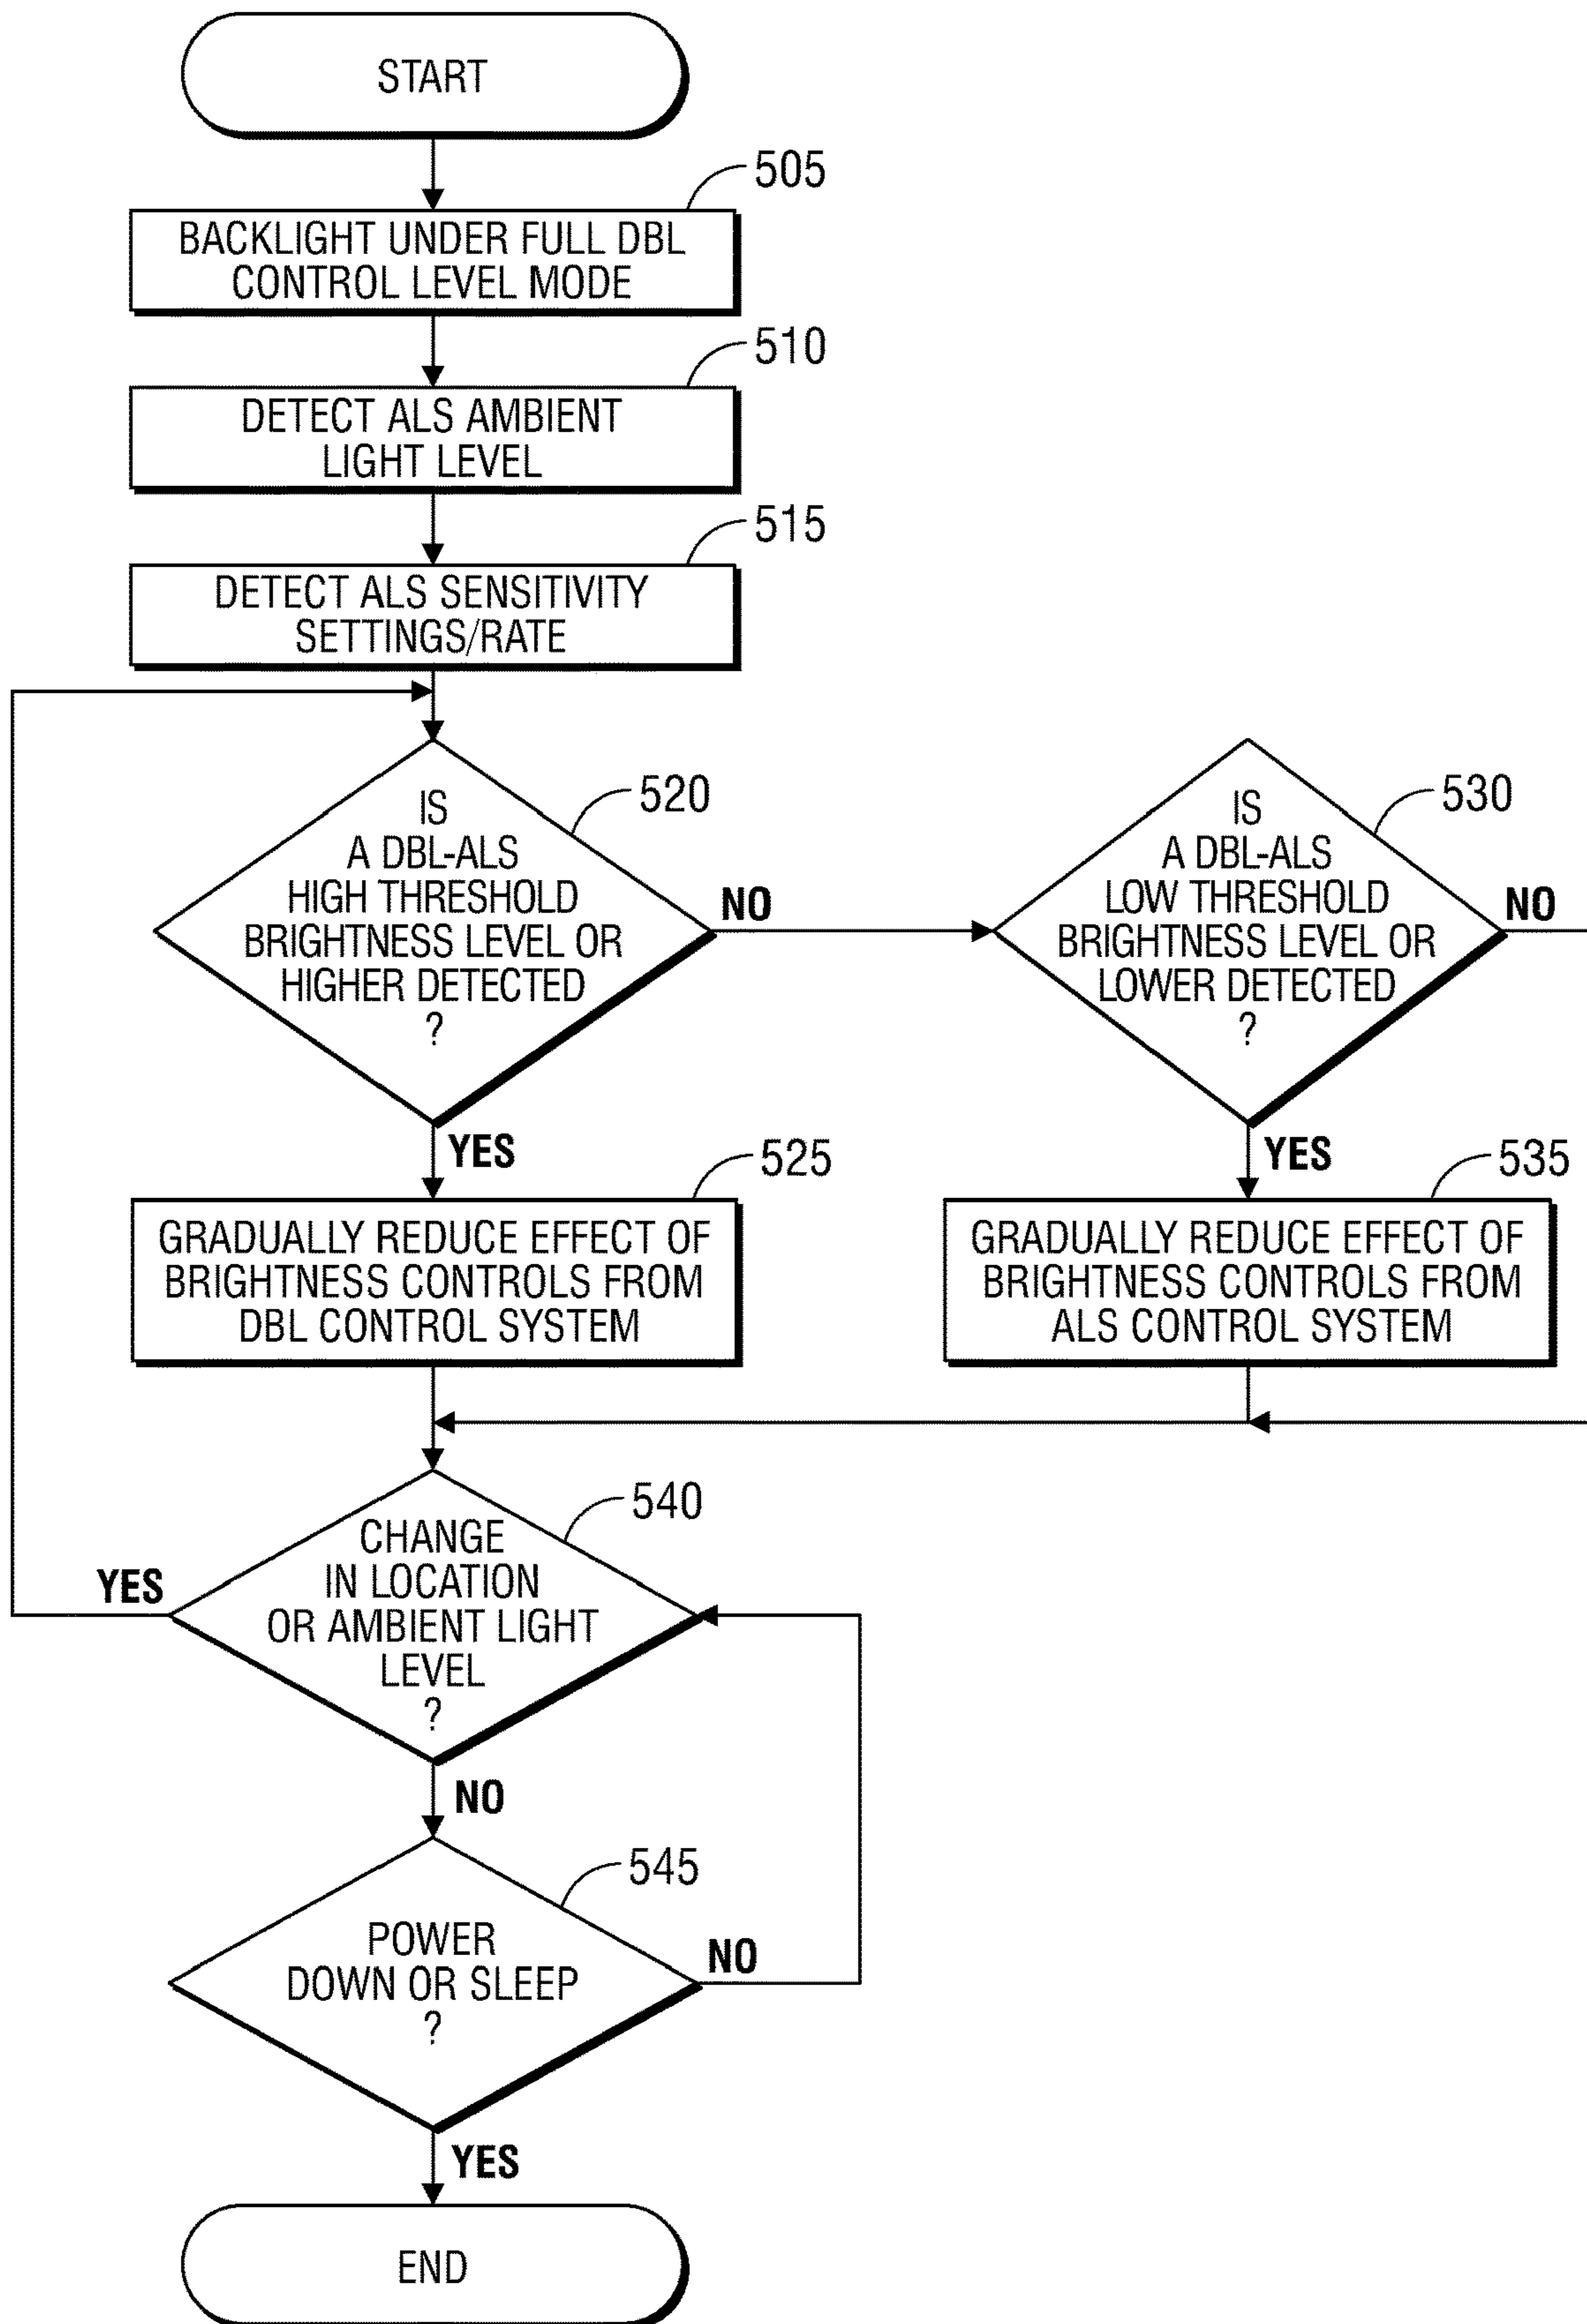 START
505
BACKLIGHT UNDER FULL DBL
CONTROL LEVEL MODE
510
DETECT ALS AMBIENT
LIGHT LEVEL
515
DETECT ALS SENSITIVITY
SETTINGS/RATE
520
IS
A DBL-ALS
HIGH THRESHOLD
BRIGHTNESS LEVEL OR
HIGHER DETECTED
?
NO
530
IS
A DBL-ALS
LOW THRESHOLD
BRIGHTNESS LEVEL OR
LOWER DETECTED
?
NO
YES
525
GRADUALLY REDUCE EFFECT OF
BRIGHTNESS CONTROLS FROM
DBL CONTROL SYSTEM
YES
535
GRADUALLY REDUCE EFFECT OF
BRIGHTNESS CONTROLS FROM
ALS CONTROL SYSTEM
540
CHANGE
IN LOCATION
OR AMBIENT LIGHT
LEVEL
?
YES
NO
545
POWER
DOWN OR SLEEP
?
NO
YES
END